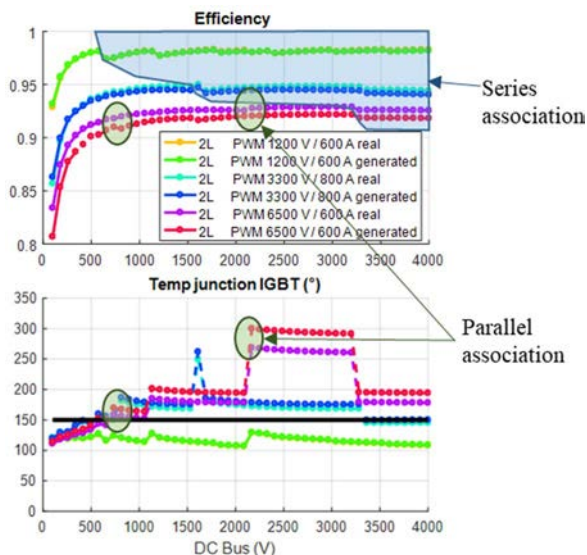 Efficiency
1
0.95
0.9
0.85
0.8
2L PWM 1200 V / 600 A real
2L PWM 1200 V / 600 A generated
2L PWM 3300 V / 800 A real
2L PWM 3300 V / 800 A generated
2L PWM 6500 V / 600 A real
2L PWM 6500 V / 600 A generated
0 500 1000 1500 2000 2500 3000 3500 4000
Series
association
Temp junction IGBT (°)
350
300
250
200
150
100
50
0
0 500 1000 1500 2000 2500 3000 3500 4000
DC Bus (V)
Parallel
association